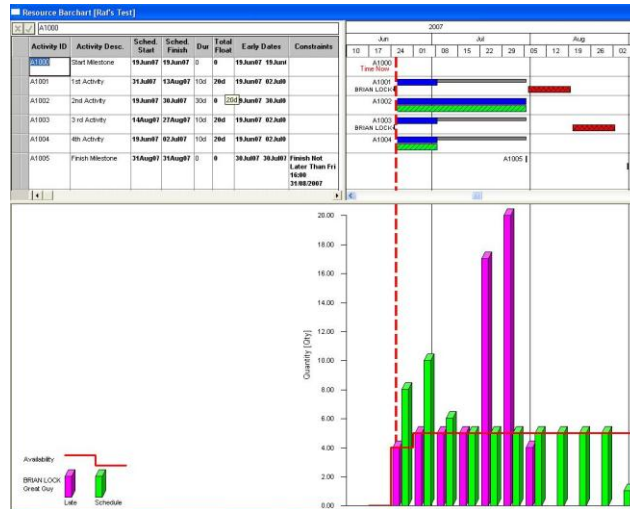 Resource Barchart [Raf's Test]
A1000
Activity ID Activity Desc. Sched. Start Sched. Finish Dur Total Float Early Dates Constraints
A1000 Start Milestone 19Jun07 19Jun07 0 0 19Jun07 19Jun
A1001 1st Activity 31Jul07 13Aug07 10d 20d 19Jun07 02Jul0
A1002 2nd Activity 19Jun07 30Jul07 30d 0 20d 19Jun07 30Jul0
A1003 3 rd Activity 14Aug07 27Aug07 10d 20d 19Jun07 02Jul0
A1004 4th Activity 19Jun07 02Jul07 10d 20d 19Jun07 02Jul0
A1005 Finish Milestone 31Aug07 31Aug07 0 0 30Jul07 30Jul07 Finish Not
Later Than Fri
16:00
31/08/2007
2007
Jun Jul Aug
10 17 24 01 08 15 22 29 05 12 19 26 02
A1000
Time Now
A1001
BRIAN LOCK
A1002
A1003
BRIAN LOCK
A1004
A1005
20.00
18.00
16.00
14.00
12.00
10.00
8.00
6.00
4.00
2.00
0.00
Quantity [Qty]
Availability
BRIAN LOCK
Great Guy
Late Schedule